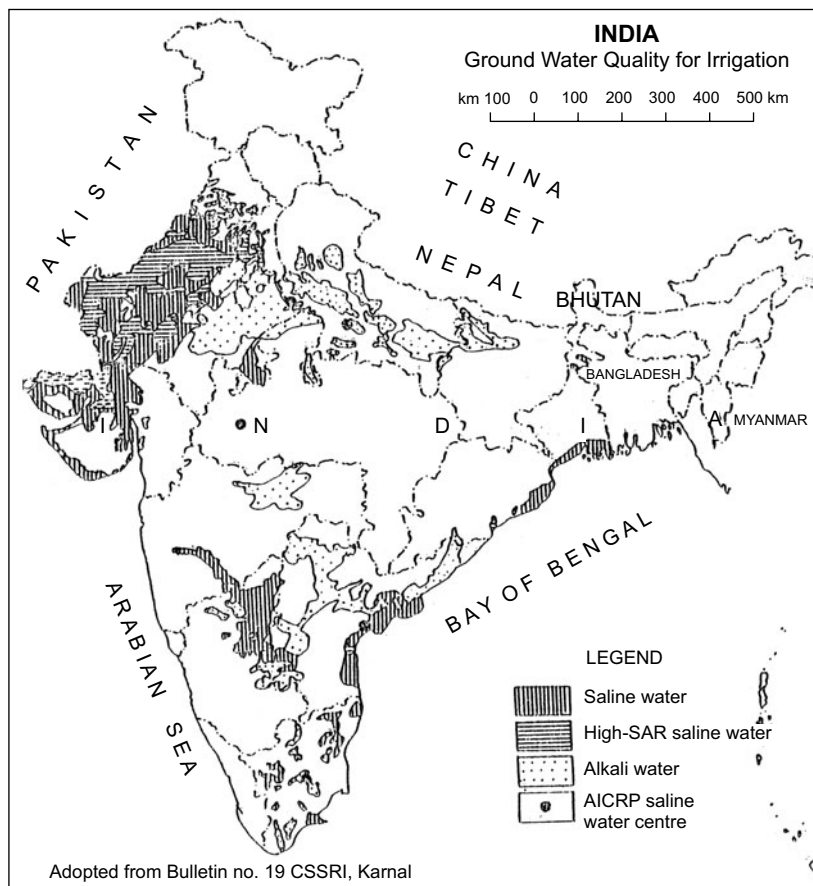 INDIA
Ground Water Quality for Irrigation
km 100 0 100 200 300 400 500 km
PAKISTAN
CHINA
TIBET
NEPAL
BHUTAN
BANGLADESH
I N D I A
MYANMAR
ARABIAN SEA
BAY OF BENGAL
LEGEND
Saline water
High-SAR saline water
Alkali water
AICRP saline
water centre
Adopted from Bulletin no. 19 CSSRI, Karnal